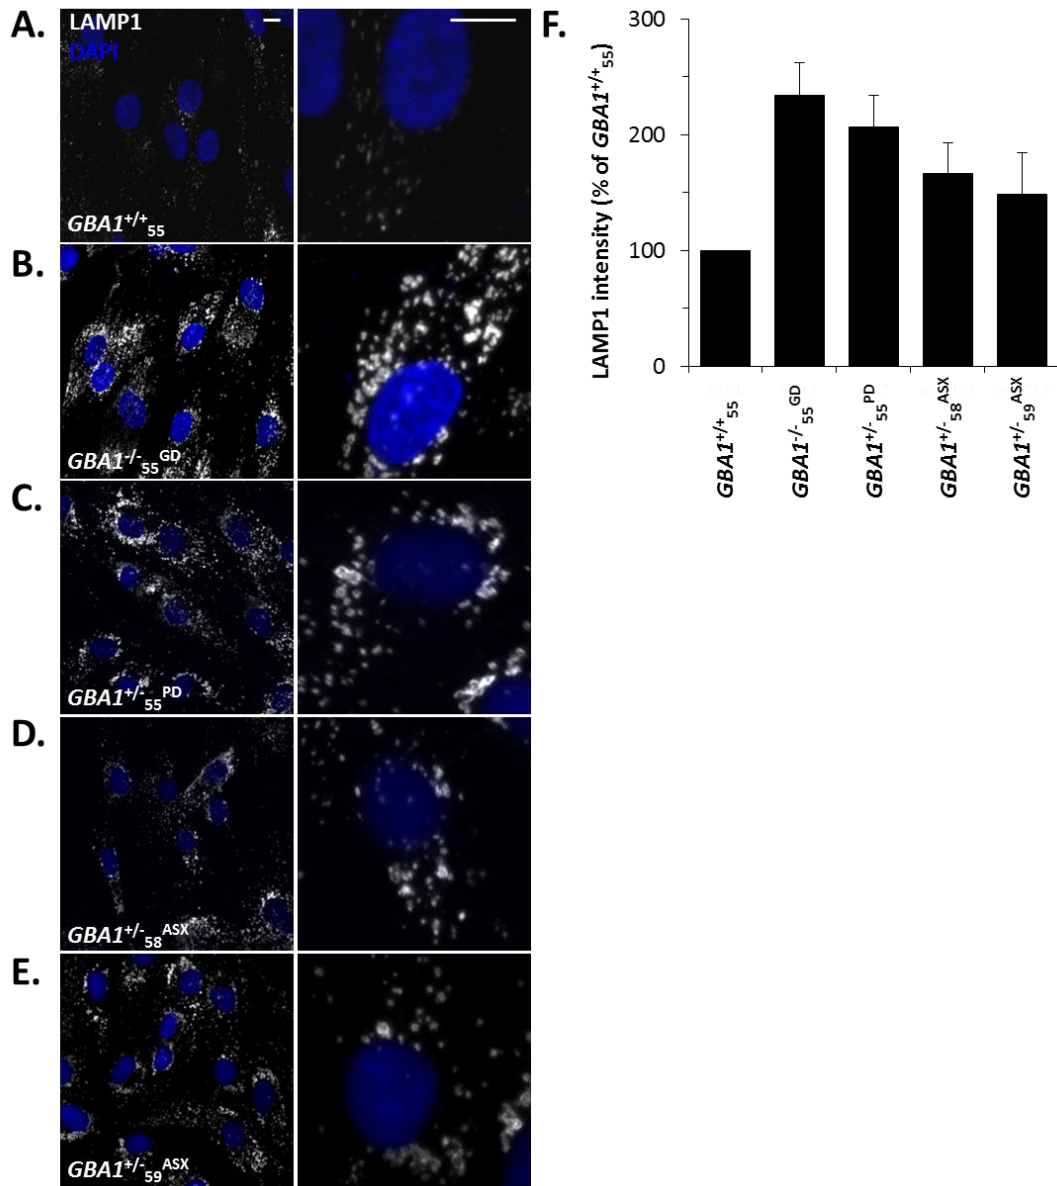 A.
LAMP1
DAPI
GBA1+/+55
B.
GBA1-/-55GD
C.
GBA1+/-55PD
D.
GBA1+/-58ASX
E.
GBA1+/-59ASX
F.
LAMP1 intensity (% of GBA1+/+55)
300
200
100
0
GBA1+/+55
GBA1-/-55GD
GBA1+/-55PD
GBA1+/-58ASX
GBA1+/-59ASX